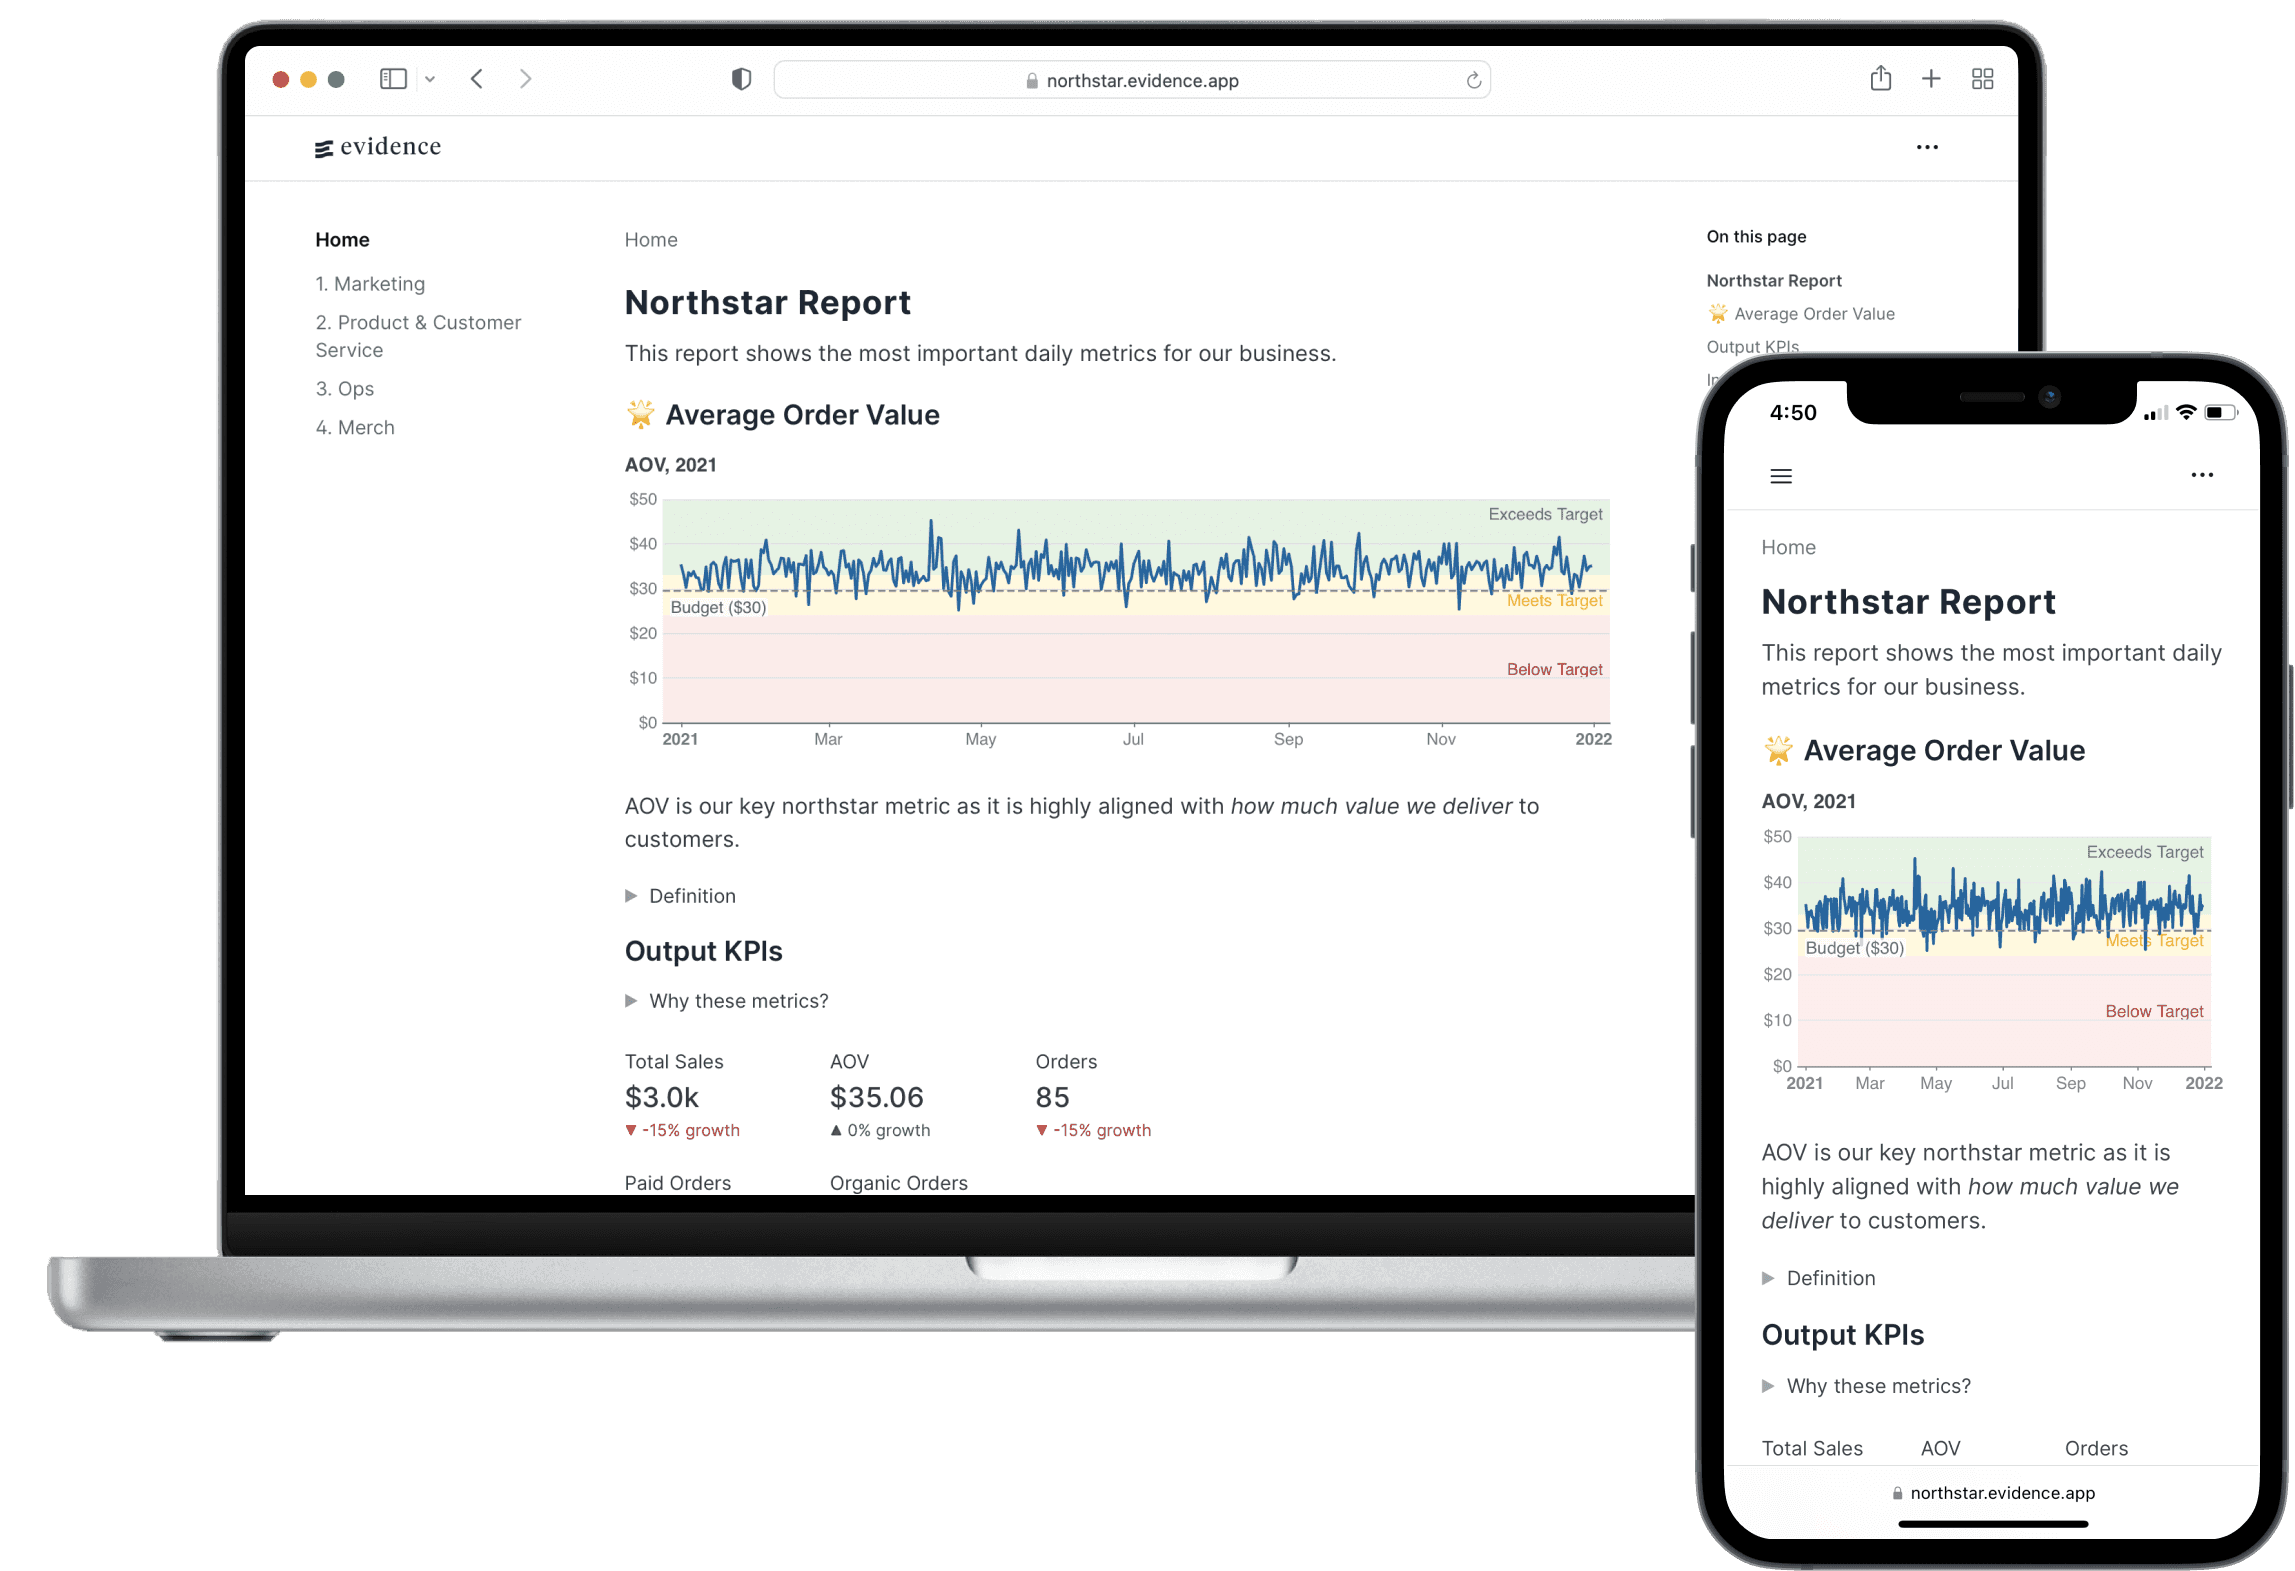 northstar.evidence.app
evidence
Home
1. Marketing
2. Product & Customer
Service
3. Ops
4. Merch
Home
Northstar Report
This report shows the most important daily metrics for our business.
🌟 Average Order Value
AOV, 2021
$50
$40
$30
$20
$10
$0
Exceeds Target
Budget ($30)
Meets Target
Below Target
2021 Mar May Jul Sep Nov 2022
AOV is our key northstar metric as it is highly aligned with how much value we deliver to
customers.
Definition
Output KPIs
Why these metrics?
Total Sales AOV Orders
$3.0k $35.06 85
▼ -15% growth ▲ 0% growth ▼ -15% growth
Paid Orders Organic Orders
On this page
Northstar Report
🌟 Average Order Value
Output KPIs
4:50
Home
Northstar Report
This report shows the most important daily
metrics for our business.
🌟 Average Order Value
AOV, 2021
$50
$40
$30
$20
$10
$0
Exceeds Target
Budget ($30)
Meets Target
Below Target
2021 Mar May Jul Sep Nov 2022
AOV is our key northstar metric as it is
highly aligned with how much value we
deliver to customers.
Definition
Output KPIs
Why these metrics?
Total Sales AOV Orders
northstar.evidence.app